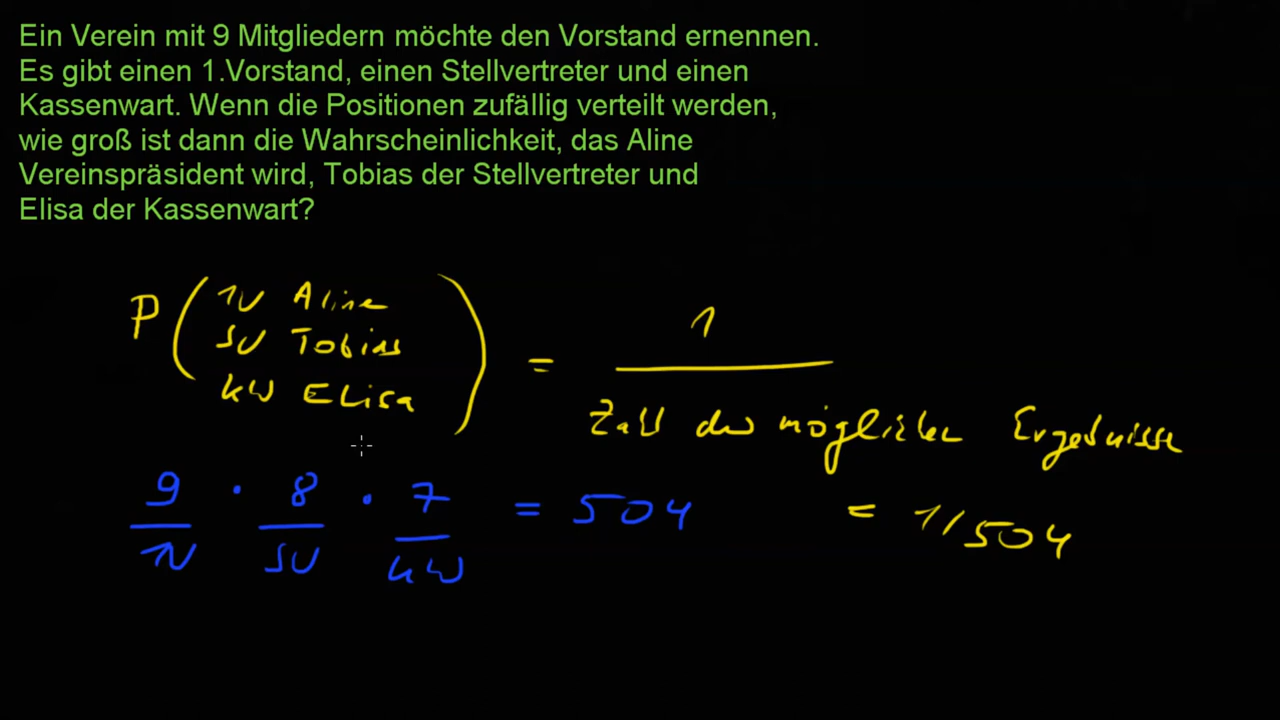 Ein Verein mit 9 Mitgliedern möchte den Vorstand ernennen.
Es gibt einen 1.Vorstand, einen Stellvertreter und einen
Kassenwart. Wenn die Positionen zufällig verteilt werden,
wie groß ist dann die Wahrscheinlichkeit, das Aline
Vereinspräsident wird, Tobias der Stellvertreter und
Elisa der Kassenwart?
P ( 1V Aline
SV Tobias
KW Elisa ) = 1
Zahl der möglichen Ergebnisse
9 · 8 · 7 = 504
1V SV KW
= 1/504